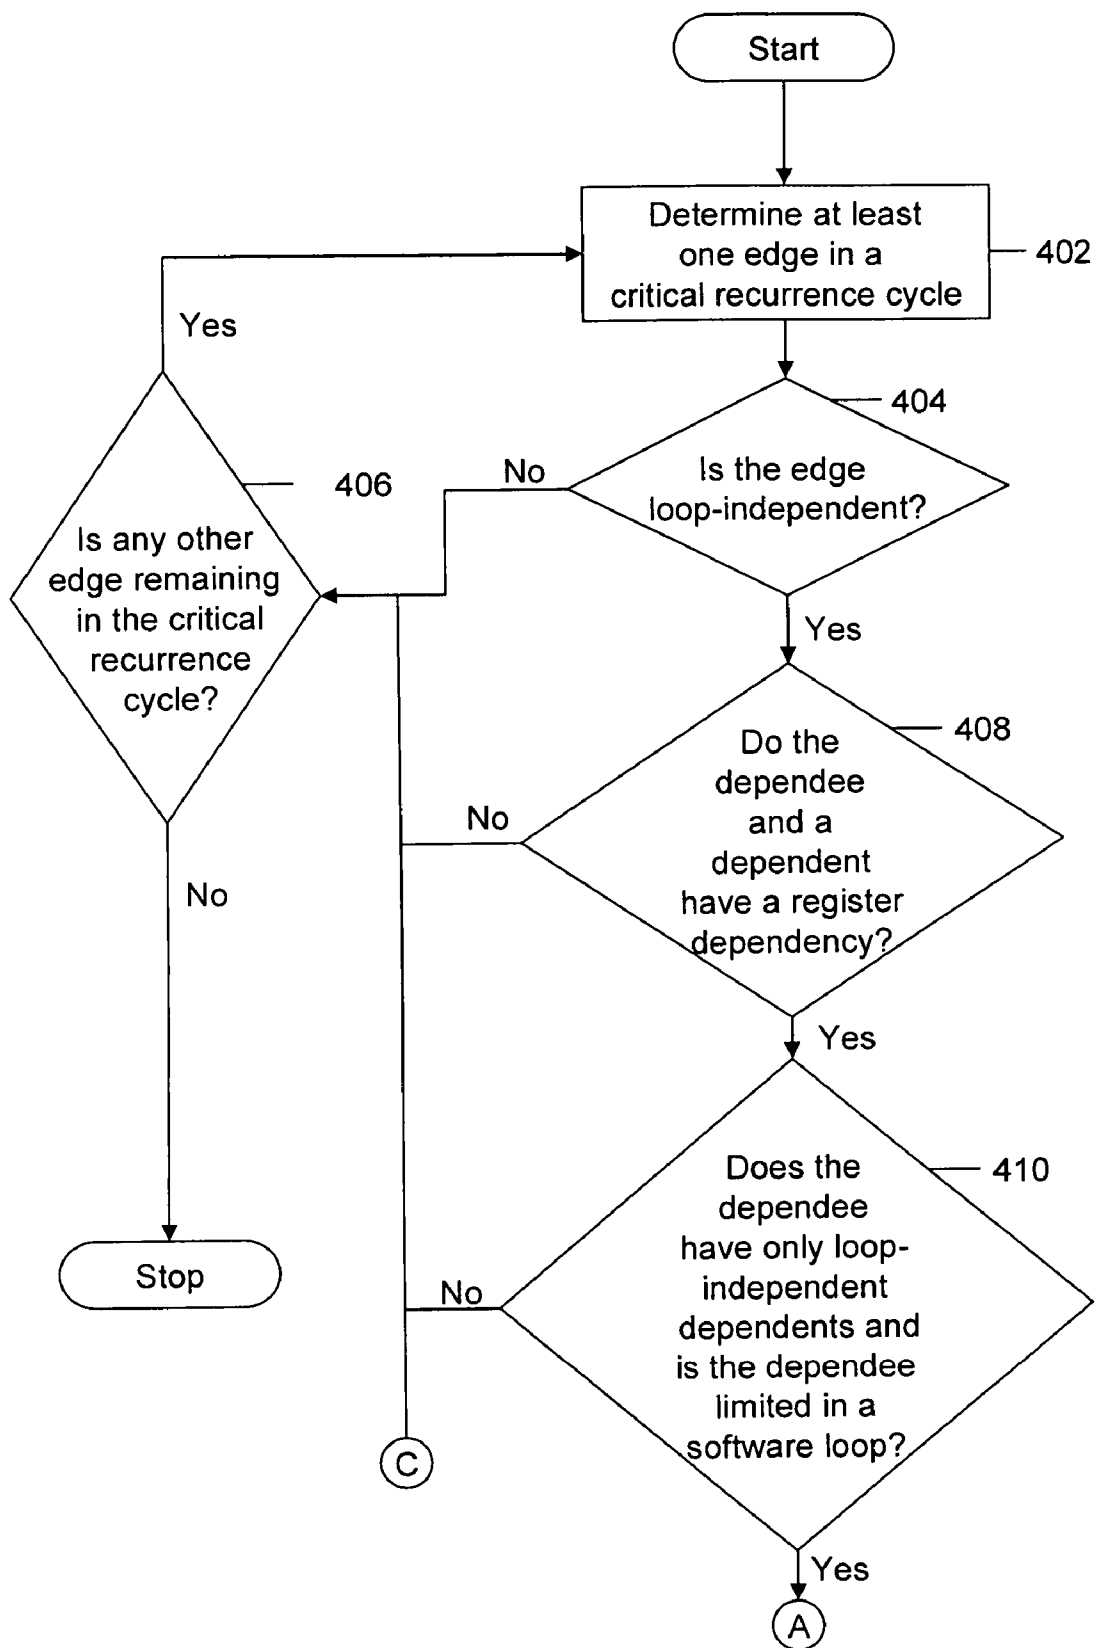 Start
Determine at least
one edge in a
critical recurrence cycle
402
Yes
404
Is the edge
loop-independent?
No
406
Is any other
edge remaining
in the critical
recurrence
cycle?
Yes
408
Do the
dependee
and a
dependent
have a register
dependency?
No
No
Yes
410
Does the
dependee
have only loop-
independent
dependents and
is the dependee
limited in a
software loop?
Stop
No
C
Yes
A